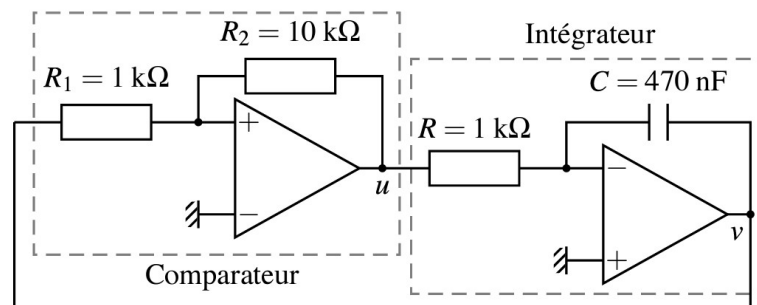 R₂ = 10 kΩ
Intégrateur
R₁ = 1 kΩ
C = 470 nF
+
R = 1 kΩ
−
u
−
v
+
Comparateur